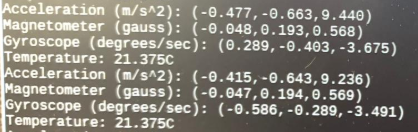 Acceleration (m/s^2): (-0.477,-0.663,9.440)
Magnetometer (gauss): (-0.048,0.193,0.568)
Gyroscope (degrees/sec): (0.289,-0.403,-3.675)
Temperature: 21.375C
Acceleration (m/s^2): (-0.415,-0.643,9.236)
Magnetometer (gauss): (-0.047,0.194,0.569)
Gyroscope (degrees/sec): (-0.586,-0.289,-3.491)
Temperature: 21.375C